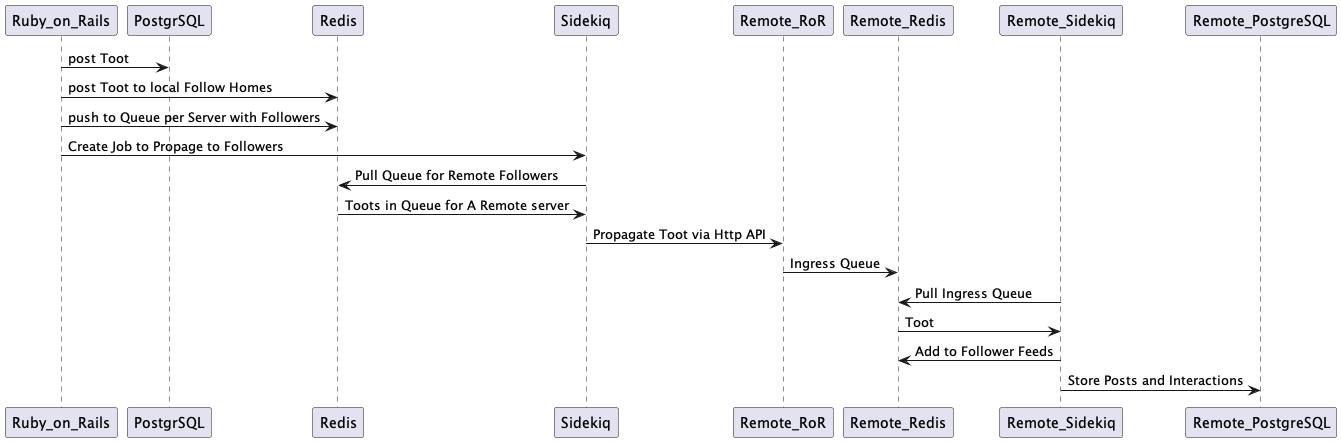 Ruby_on_Rails PostgrSQL Redis Sidekiq Remote_RoR Remote_Redis Remote_Sidekiq Remote_PostgreSQL
post Toot
post Toot to local Follow Homes
push to Queue per Server with Followers
Create Job to Propage to Followers
Pull Queue for Remote Followers
Toots in Queue for A Remote server
Propagate Toot via Http API
Ingress Queue
Pull Ingress Queue
Toot
Add to Follower Feeds
Store Posts and Interactions
Ruby_on_Rails PostgrSQL Redis Sidekiq Remote_RoR Remote_Redis Remote_Sidekiq Remote_PostgreSQL